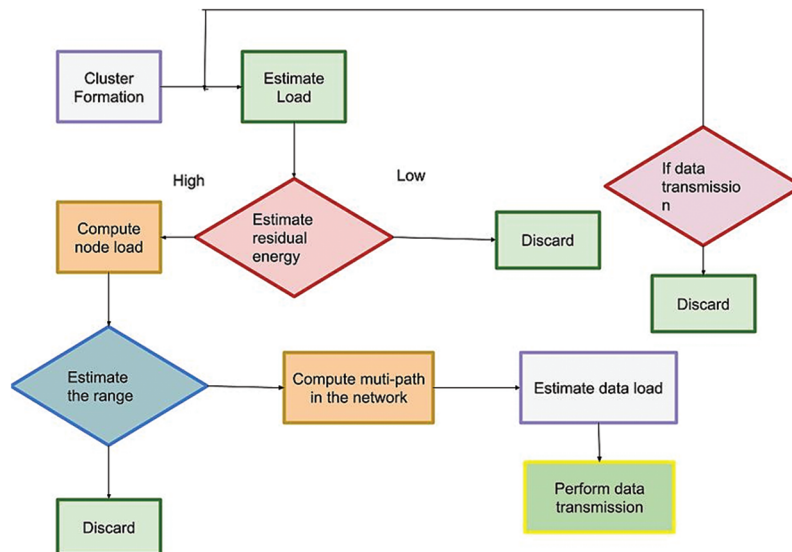 Cluster
Formation
Estimate
Load
If data
transmissio
n
High
Low
Compute
node load
Estimate
residual
energy
Discard
Discard
Estimate
the range
Compute muti-path
in the network
Estimate data load
Perform data
transmission
Discard